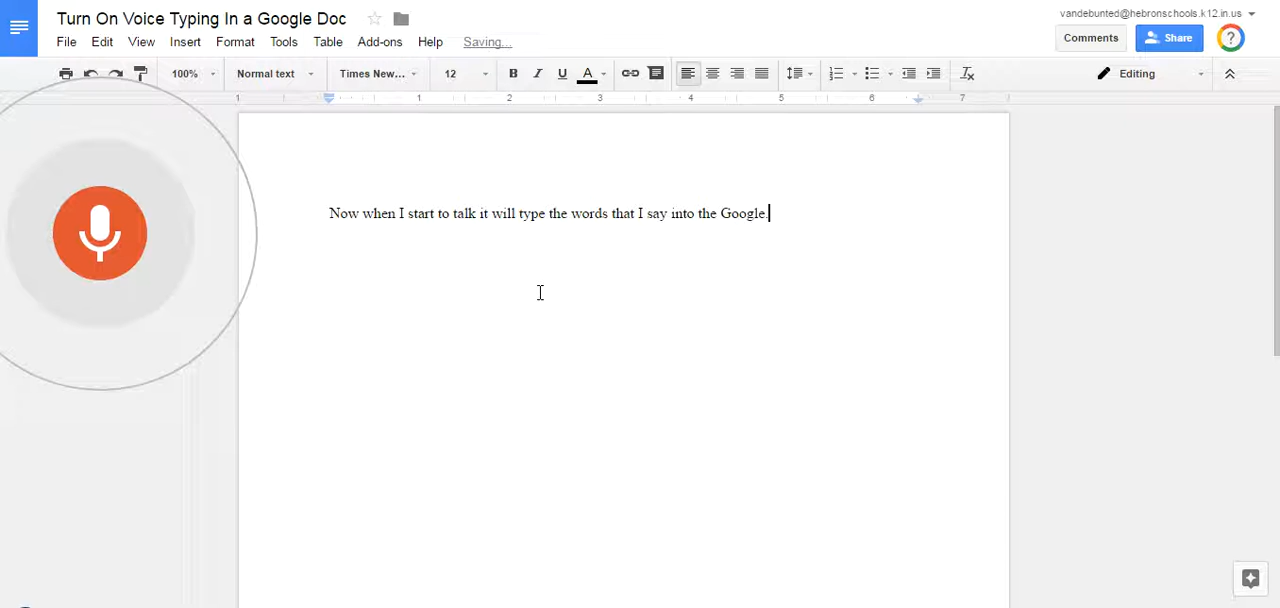 Turn On Voice Typing In a Google Doc
vandebunted@hebronschools.k12.in.us
File Edit View Insert Format Tools Table Add-ons Help Saving...
Comments Share ?
100% Normal text Times New... 12 B I U A Editing
1 1 2 3 4 5 6 7
Now when I start to talk it will type the words that I say into the Google.